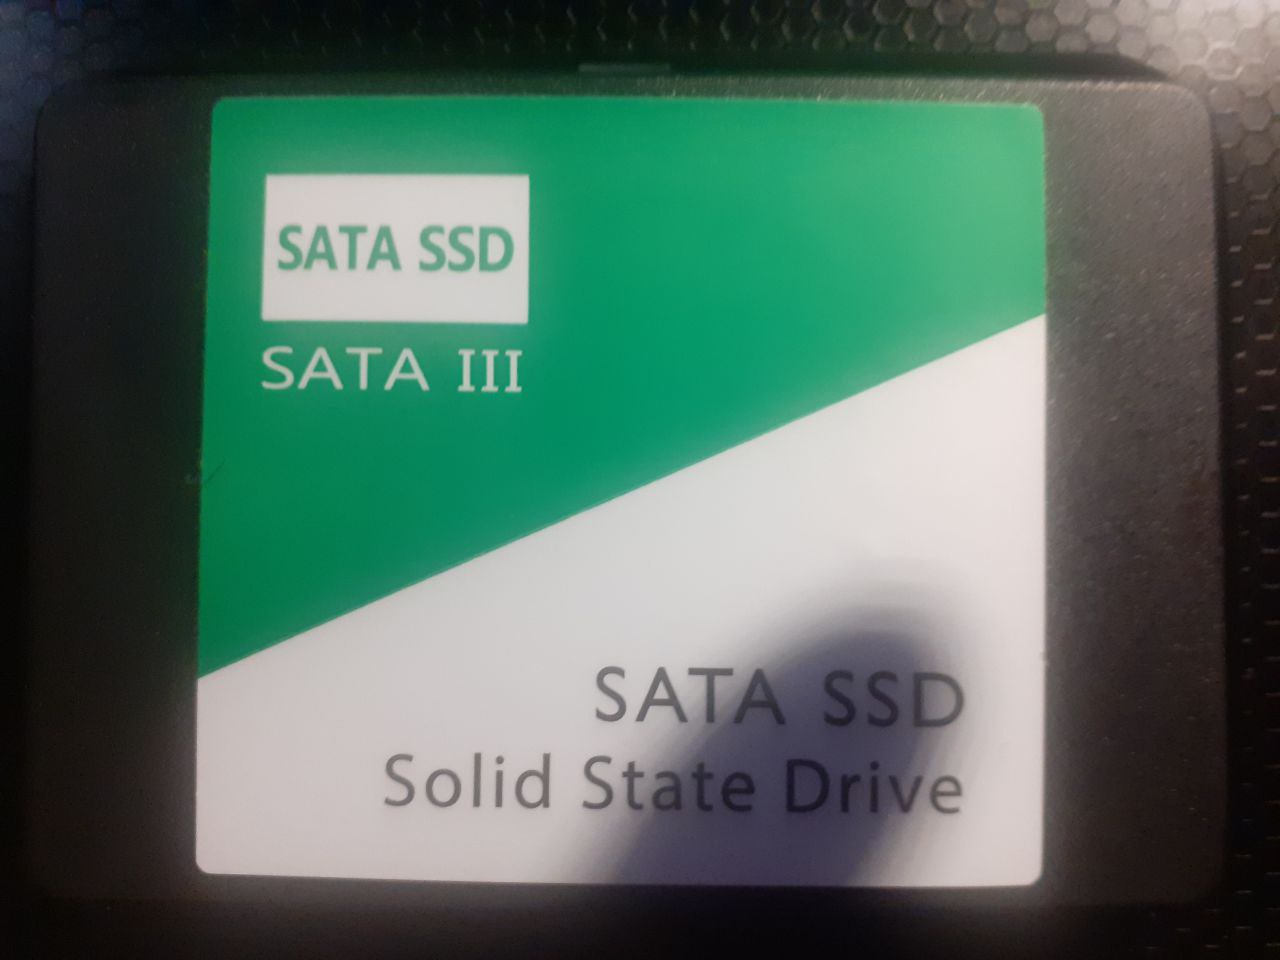 SATA SSD
SATA III
SATA SSD
Solid State Drive